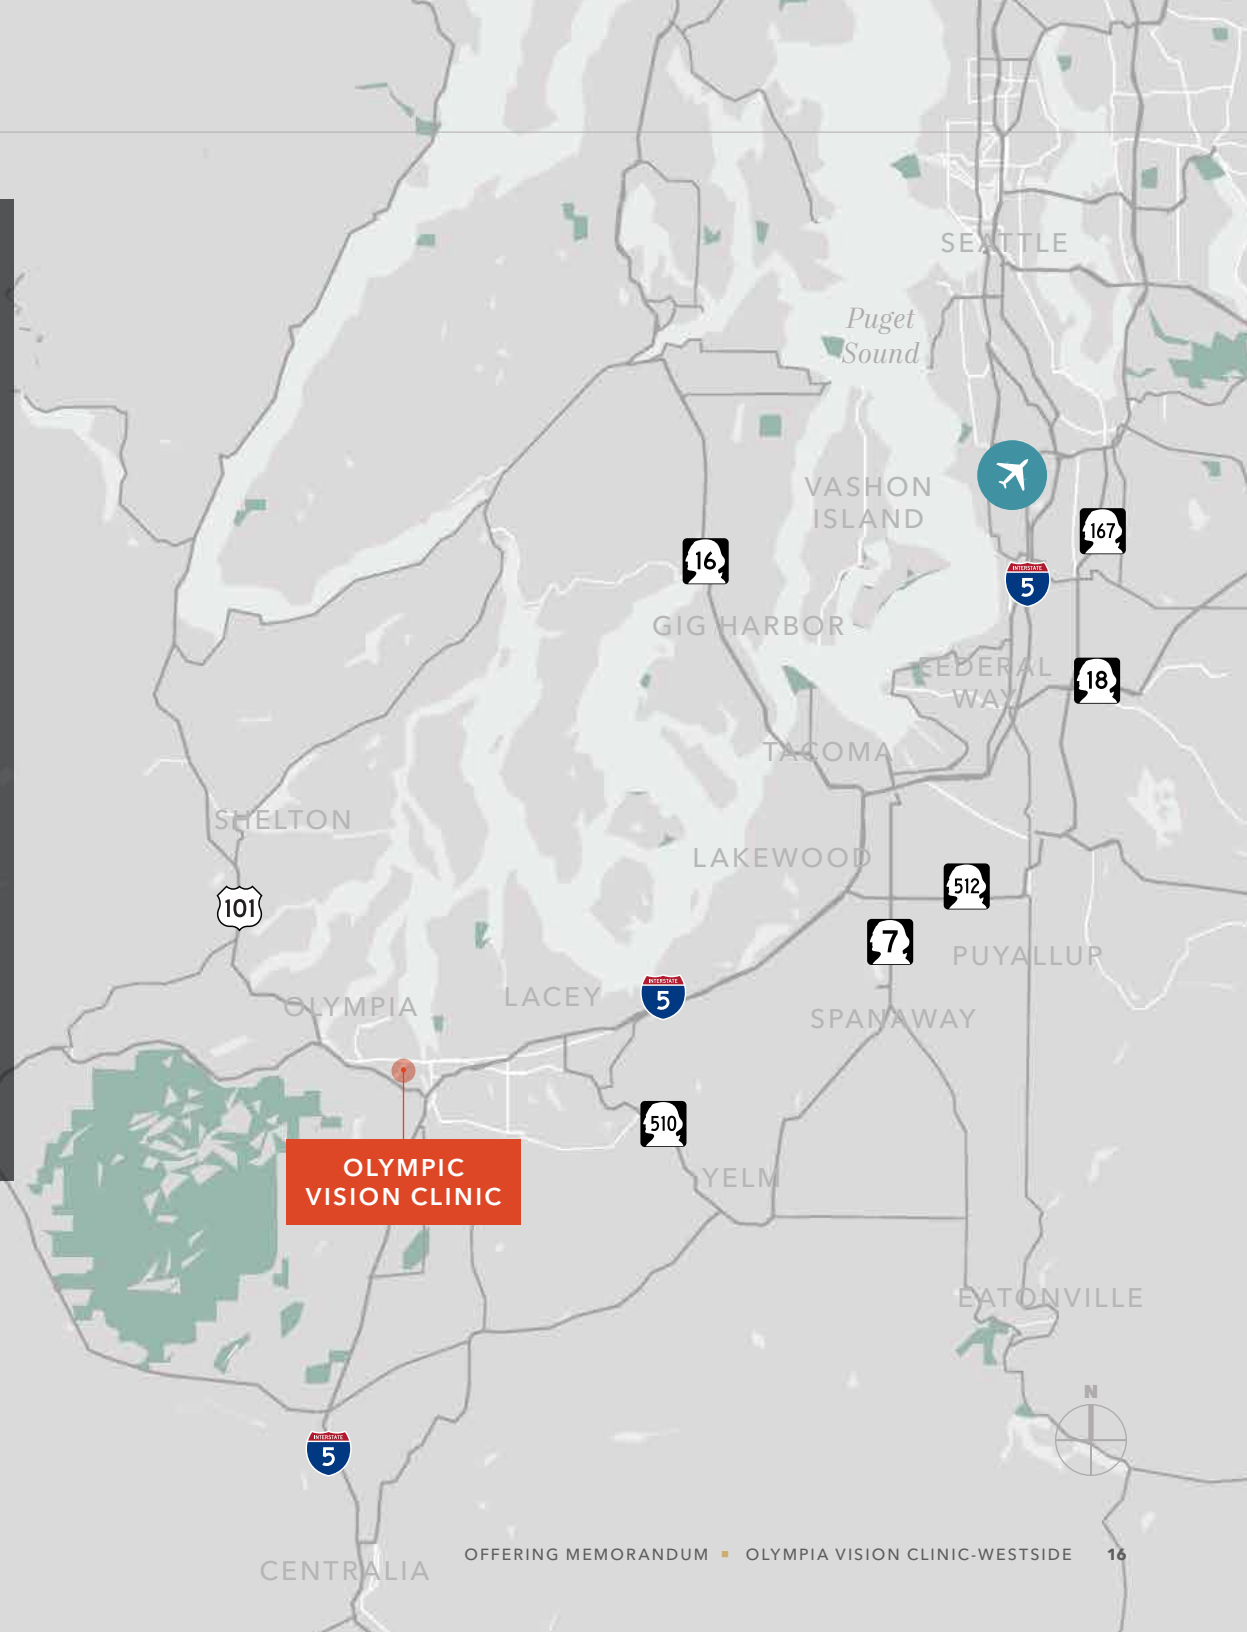 SEATTLE
Puget
Sound
VASHON
ISLAND
167
16
INTERSTATE
5
GIG HARBOR
FEDERAL
WAY
18
TACOMA
SHELTON
LAKEWOOD
512
101
7
PUYALLUP
OLYMPIA
LACEY
INTERSTATE
5
SPANAWAY
510
OLYMPIC
VISION CLINIC
YELM
EATONVILLE
N
INTERSTATE
5
OFFERING MEMORANDUM ▪ OLYMPIA VISION CLINIC-WESTSIDE 16
CENTRALIA